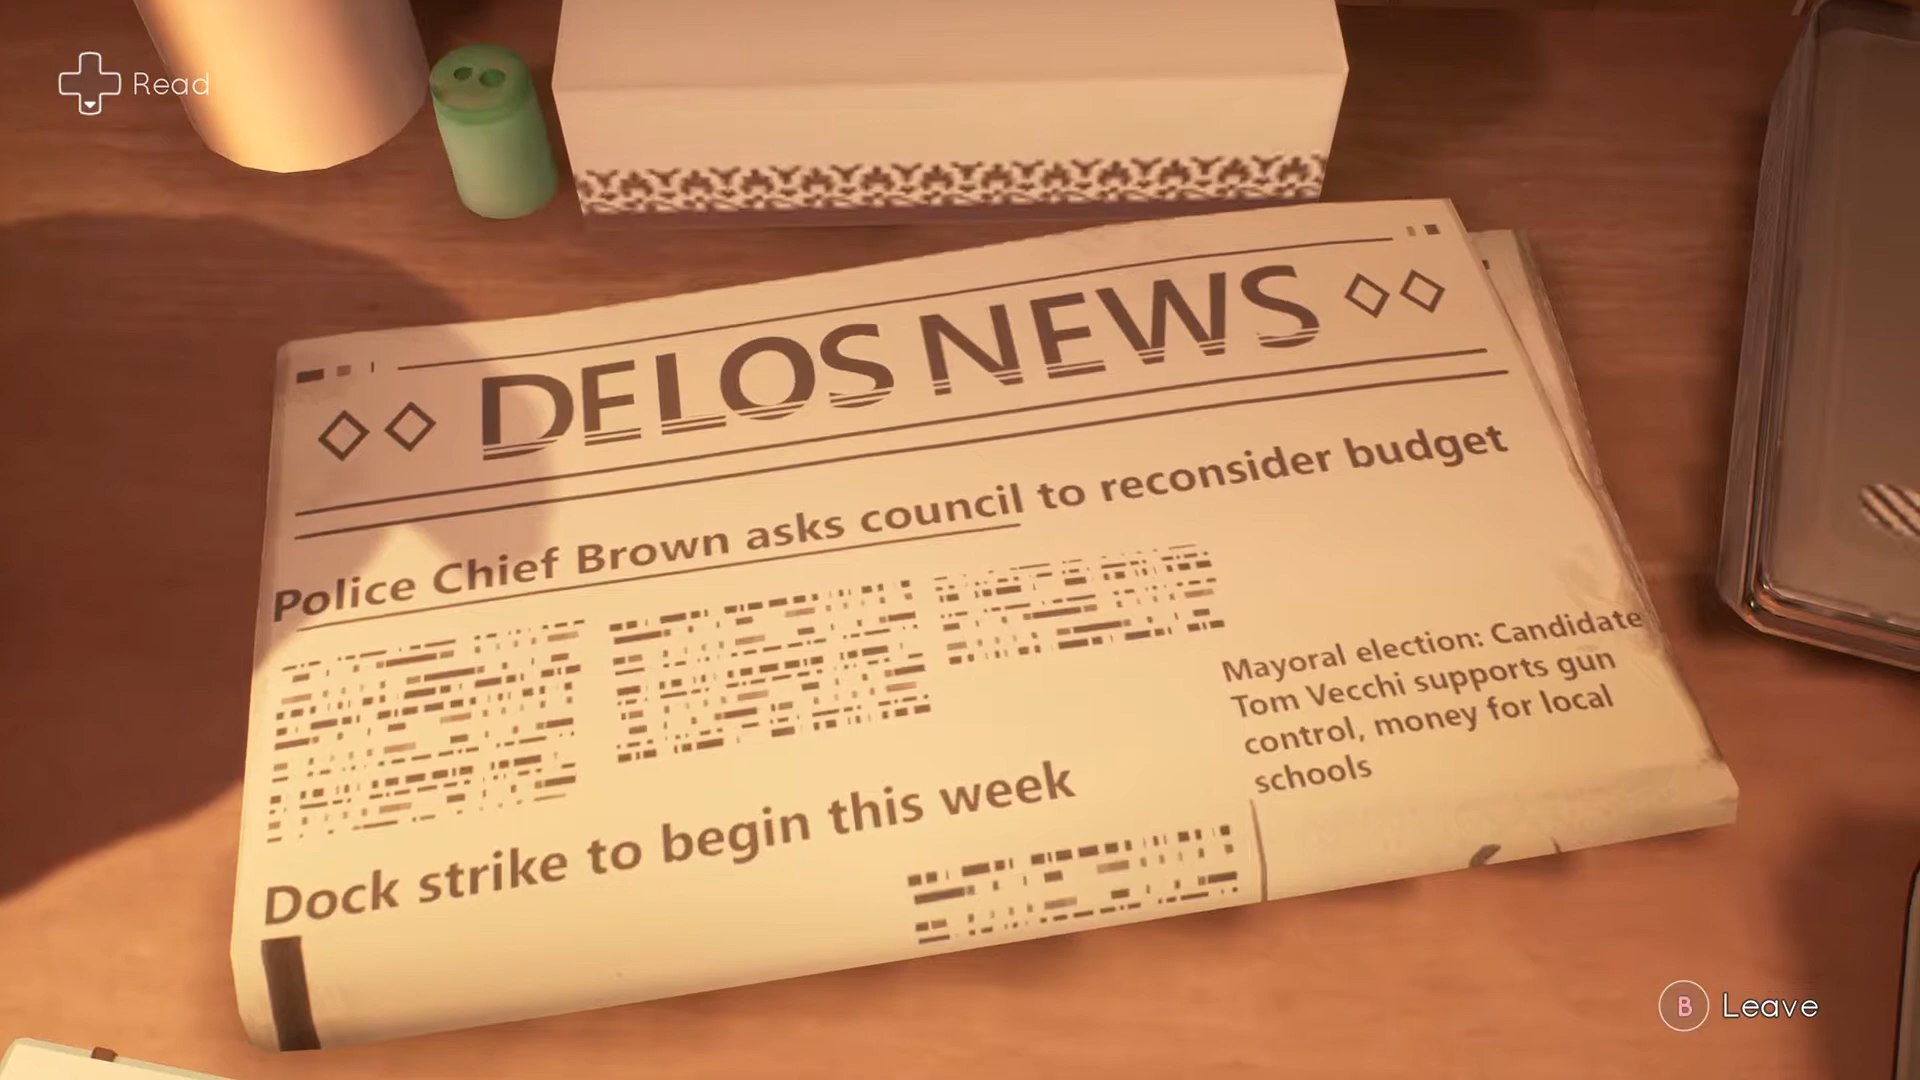 Read
DELOS NEWS
Police Chief Brown asks council to reconsider budget
Mayoral election: Candidate
Tom Vecchi supports gun
control, money for local
schools
Dock strike to begin this week
B Leave